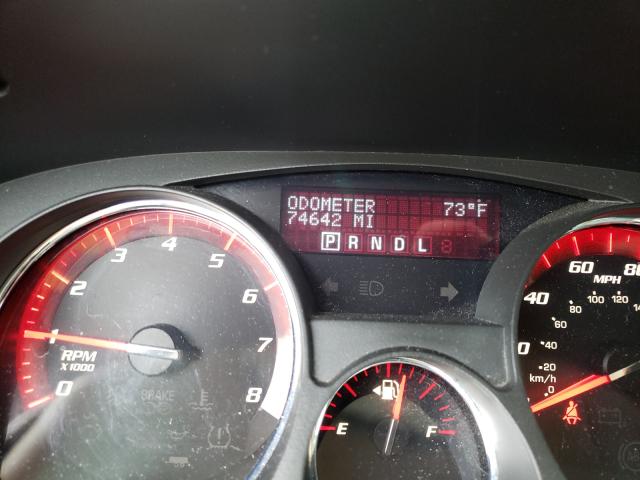 ODOMETER 73°F
74642 MI
P R N D L
0 1 2 3 4 5 6 7 8
RPM
X1000
BRAKE
E F
40 60 80
MPH
0 20 40 60 80 100 120
km/h